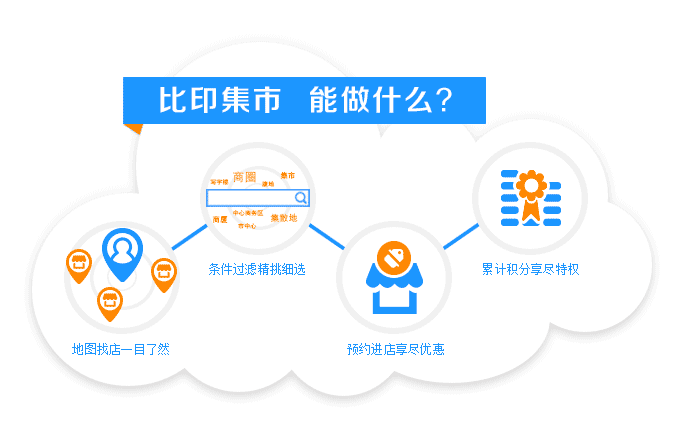 比印集市 能做什么?
写字楼 商圈 集市
建地
商厦 中心商务区 集散地
市中心
条件过滤精挑细选
累计积分享尽特权
地图找店一目了然
预约进店享尽优惠